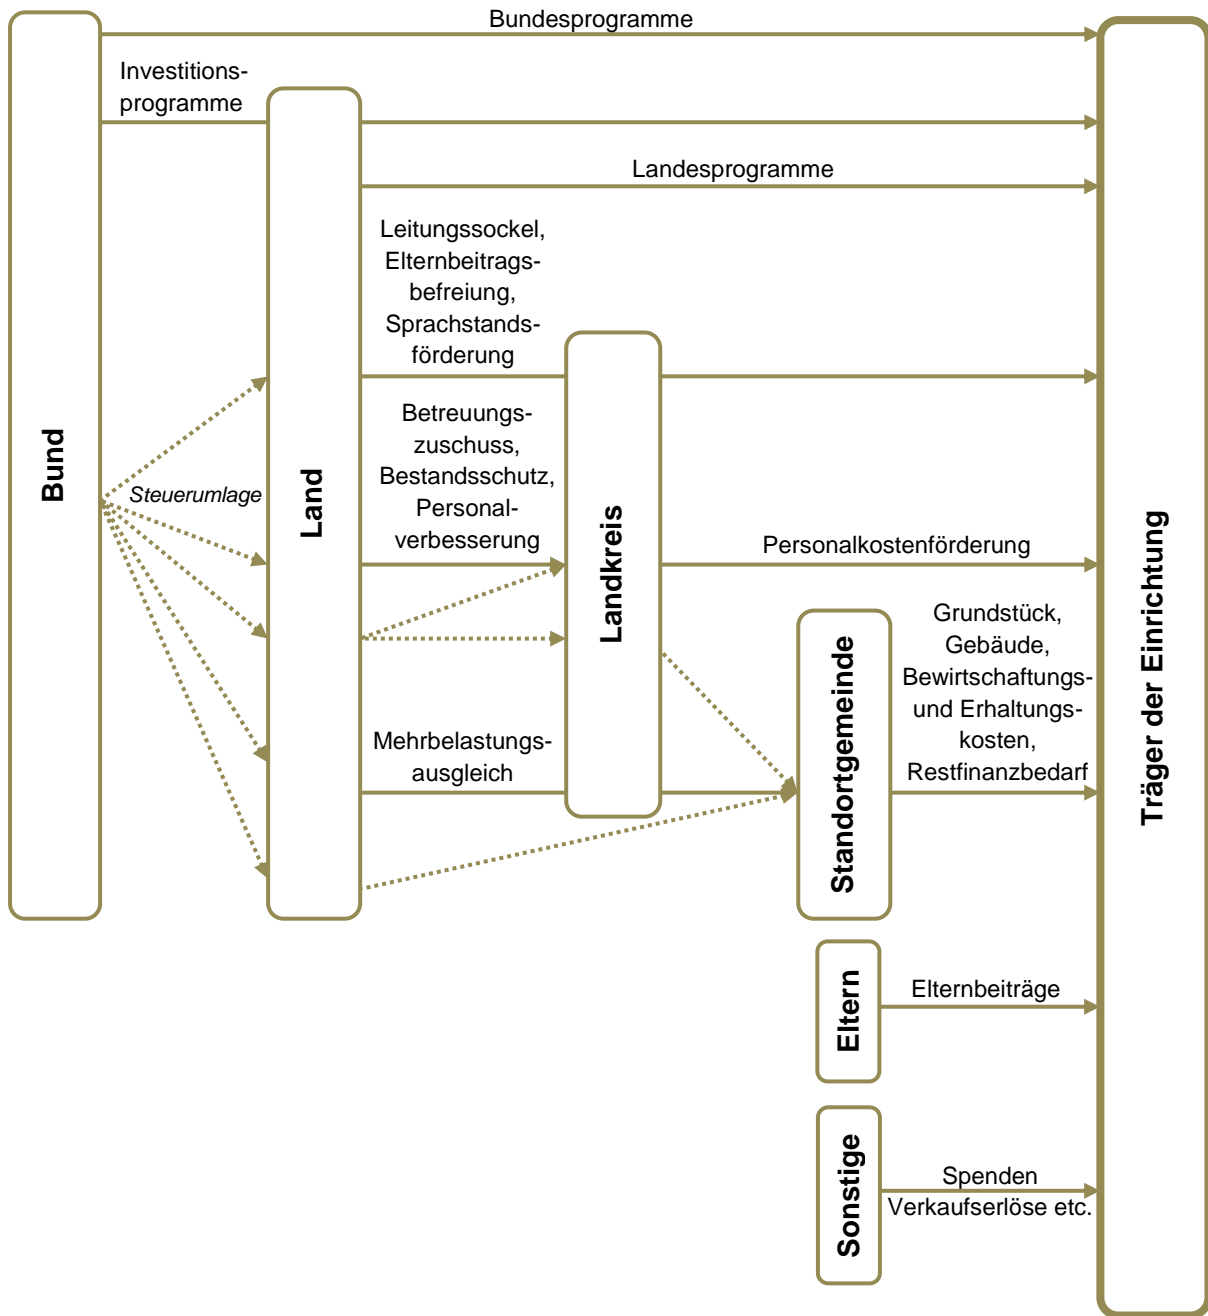 Bundesprogramme
Investitions-
programme
Landesprogramme
Leitungssockel,
Elternbeitrags-
befreiung,
Sprachstands-
förderung
Betreuungs-
zuschuss,
Bestandsschutz,
Personal-
verbesserung
Steuerumlage
Bund
Land
Landkreis
Personalkostenförderung
Grundstück,
Gebäude,
Bewirtschaftungs-
und Erhaltungs-
kosten,
Restfinanzbedarf
Mehrbelastungs-
ausgleich
Standortgemeinde
Träger der Einrichtung
Eltern
Elternbeiträge
Sonstige
Spenden
Verkaufserlöse etc.